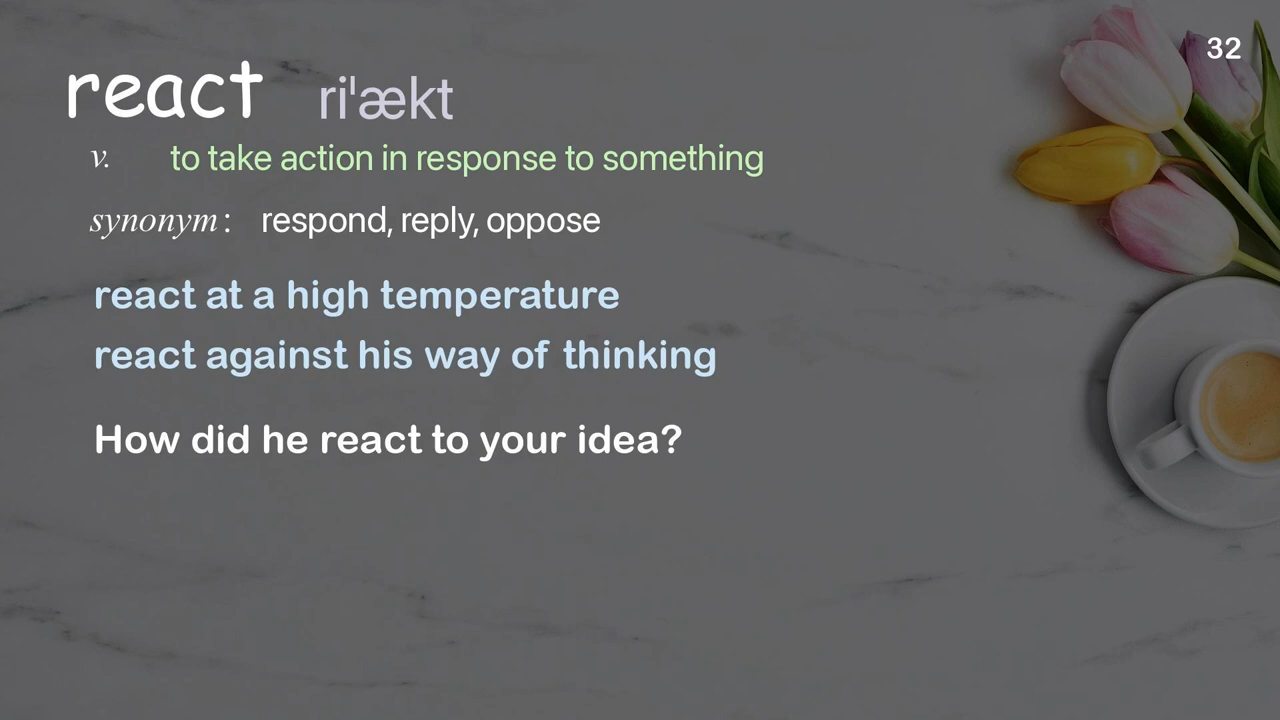 32
react riˈækt
v. to take action in response to something
synonym : respond, reply, oppose
react at a high temperature
react against his way of thinking
How did he react to your idea?